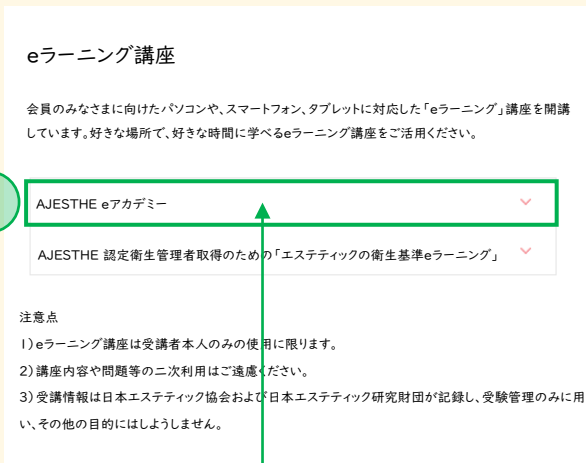 eラーニング講座
会員のみなさまに向けたパソコンや、スマートフォン、タブレットに対応した「eラーニング」講座を開講
しています。好きな場所で、好きな時間に学べるeラーニング講座をご活用ください。
AJESTHE eアカデミー
AJESTHE 認定衛生管理者取得のための「エステティックの衛生基準eラーニング」
注意点
1)eラーニング講座は受講者本人のみの使用に限ります。
2)講座内容や問題等の二次利用はご遠慮ください。
3)受講情報は日本エステティック協会および日本エステティック研究財団が記録し、受験管理のみに用
い、その他の目的にはしようしません。